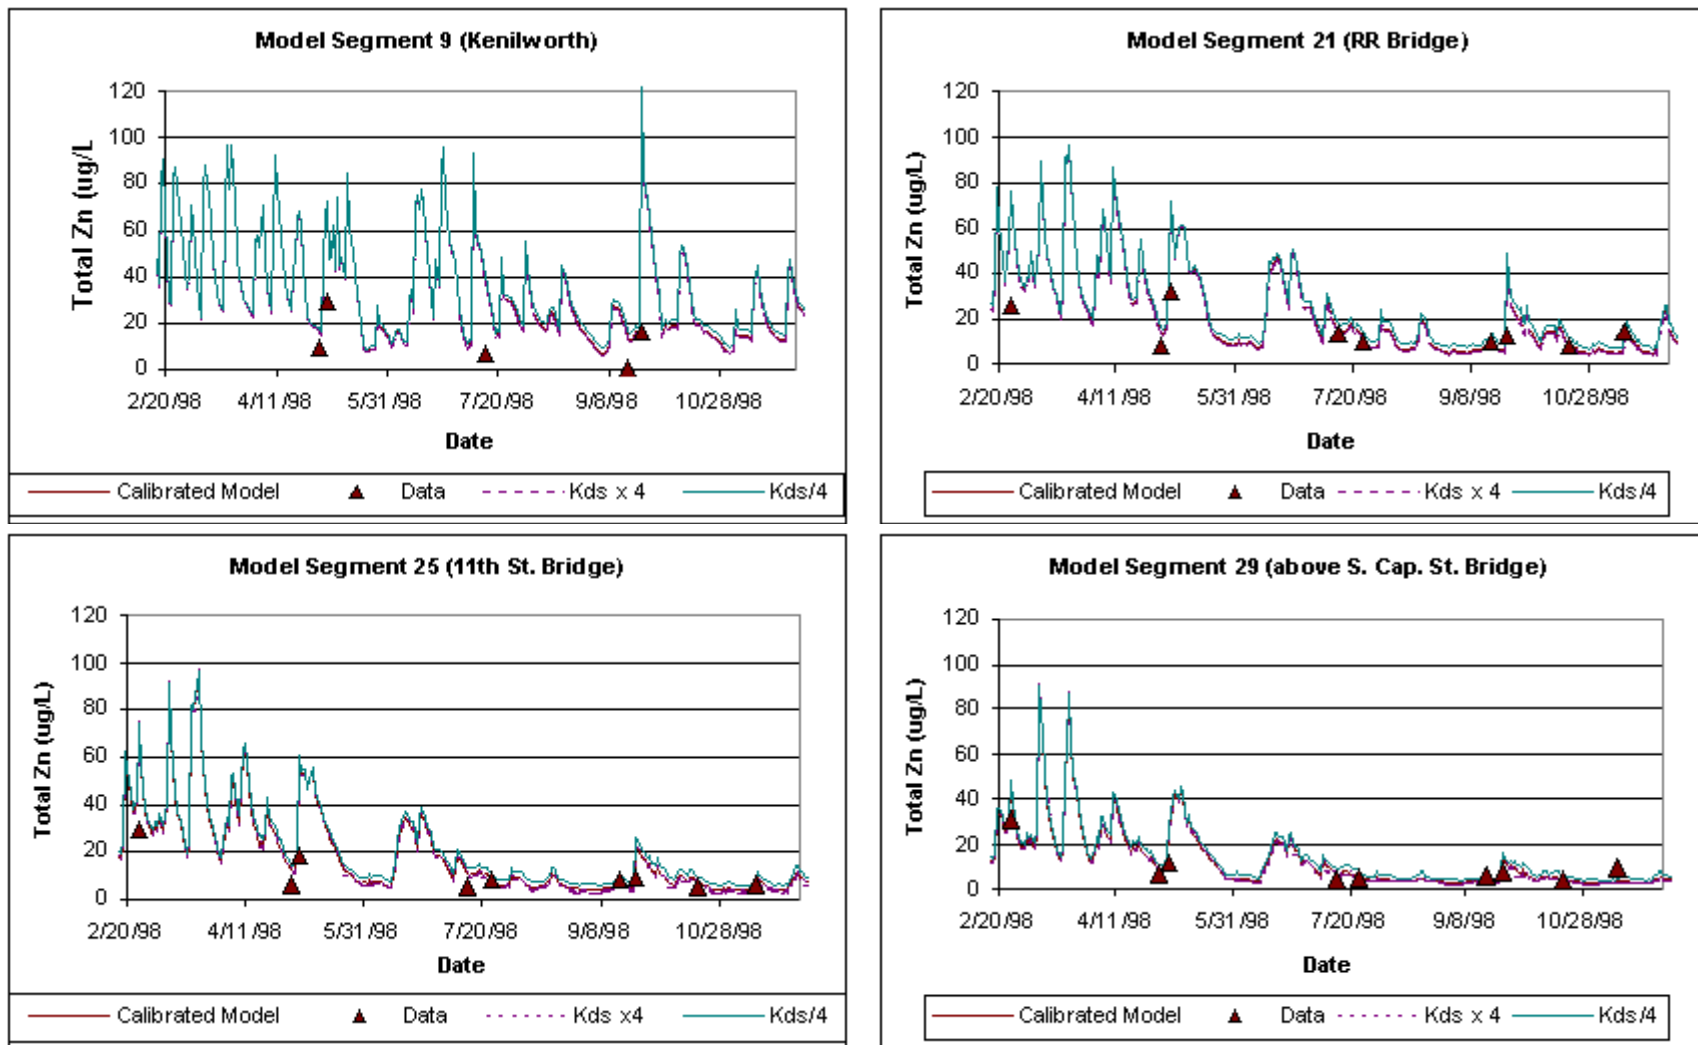 Model Segment 9 (Kenilworth)
Total Zn (ug/L
120
100
80
60
40
20
0
2/20/98 4/11/98 5/31/98 7/20/98 9/8/98 10/28/98
Date
Calibrated Model Data Kds x 4 Kds/4
Model Segment 21 (RR Bridge)
Total Zn (ug/L)
120
100
80
60
40
20
0
2/20/98 4/11/98 5/31/98 7/20/98 9/8/98 10/28/98
Date
Calibrated Model Data Kds x 4 Kds/4
Model Segment 25 (11th St. Bridge)
Total Zn (ug/L)
120
100
80
60
40
20
0
2/20/98 4/11/98 5/31/98 7/20/98 9/8/98 10/28/98
Date
Calibrated Model Data Kds x4 Kds/4
Model Segment 29 (above S. Cap. St. Bridge)
Total Zn (ug/L)
120
100
80
60
40
20
0
2/20/98 4/11/98 5/31/98 7/20/98 9/8/98 10/28/98
Date
Calibrated Model Data Kds x 4 Kds/4